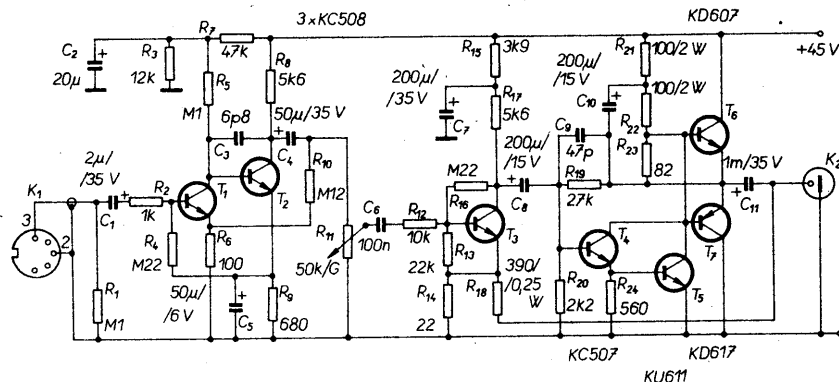 3×KC508
KD607
+45 V
C2
20μ
R3
12k
R7
47k
R5
M1
R8
5k6
50μ/35 V
6p8
C3
C4
R10
M12
R15
3k9
200μ/
/35 V
C7
R17
5k6
200μ/
/15 V
C8
200μ/
/15 V
C10
R21
100/2 W
100/2 W
R22
R23
82
C9
47p
R19
27k
T6
1m/35 V
C11
K2
K1
3
2
2μ/
/35 V
C1
R2
1k
T1
T2
R4
M22
R6
100
R11
50k/G
C6
100n
R12
10k
M22
R16
T3
R13
22k
R14
22
R18
390/
/0,25
W
T4
T7
R20
2k2
R24
560
T5
R1
M1
50μ/
/6 V
C5
R9
680
KC507
KD617
KU611